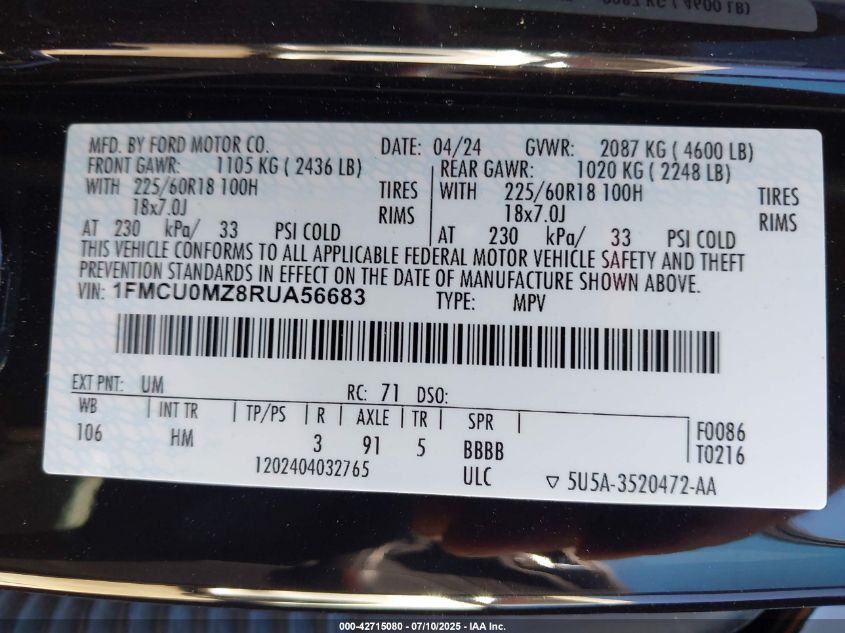 MFD. BY FORD MOTOR CO. DATE: 04/24 GVWR: 2087 KG ( 4600 LB)
FRONT GAWR: 1105 KG ( 2436 LB) REAR GAWR: 1020 KG ( 2248 LB)
WITH 225/60R18 100H TIRES WITH 225/60R18 100H TIRES
18x7.0J RIMS 18x7.0J RIMS
AT 230 kPa/ 33 PSI COLD AT 230 kPa/ 33 PSI COLD
THIS VEHICLE CONFORMS TO ALL APPLICABLE FEDERAL MOTOR VEHICLE SAFETY AND THEFT
PREVENTION STANDARDS IN EFFECT ON THE DATE OF MANUFACTURE SHOWN ABOVE.
VIN: 1FMCU0MZ8RUA56683 TYPE: MPV
EXT PNT: UM RC: 71 DSO:
WB INT TR TP/PS R AXLE TR SPR
106 HM 3 91 5 BBBB
F0086
T0216
1202404032765 ULC 5U5A-3520472-AA
000-42715080 - 07/10/2025 - IAA Inc.